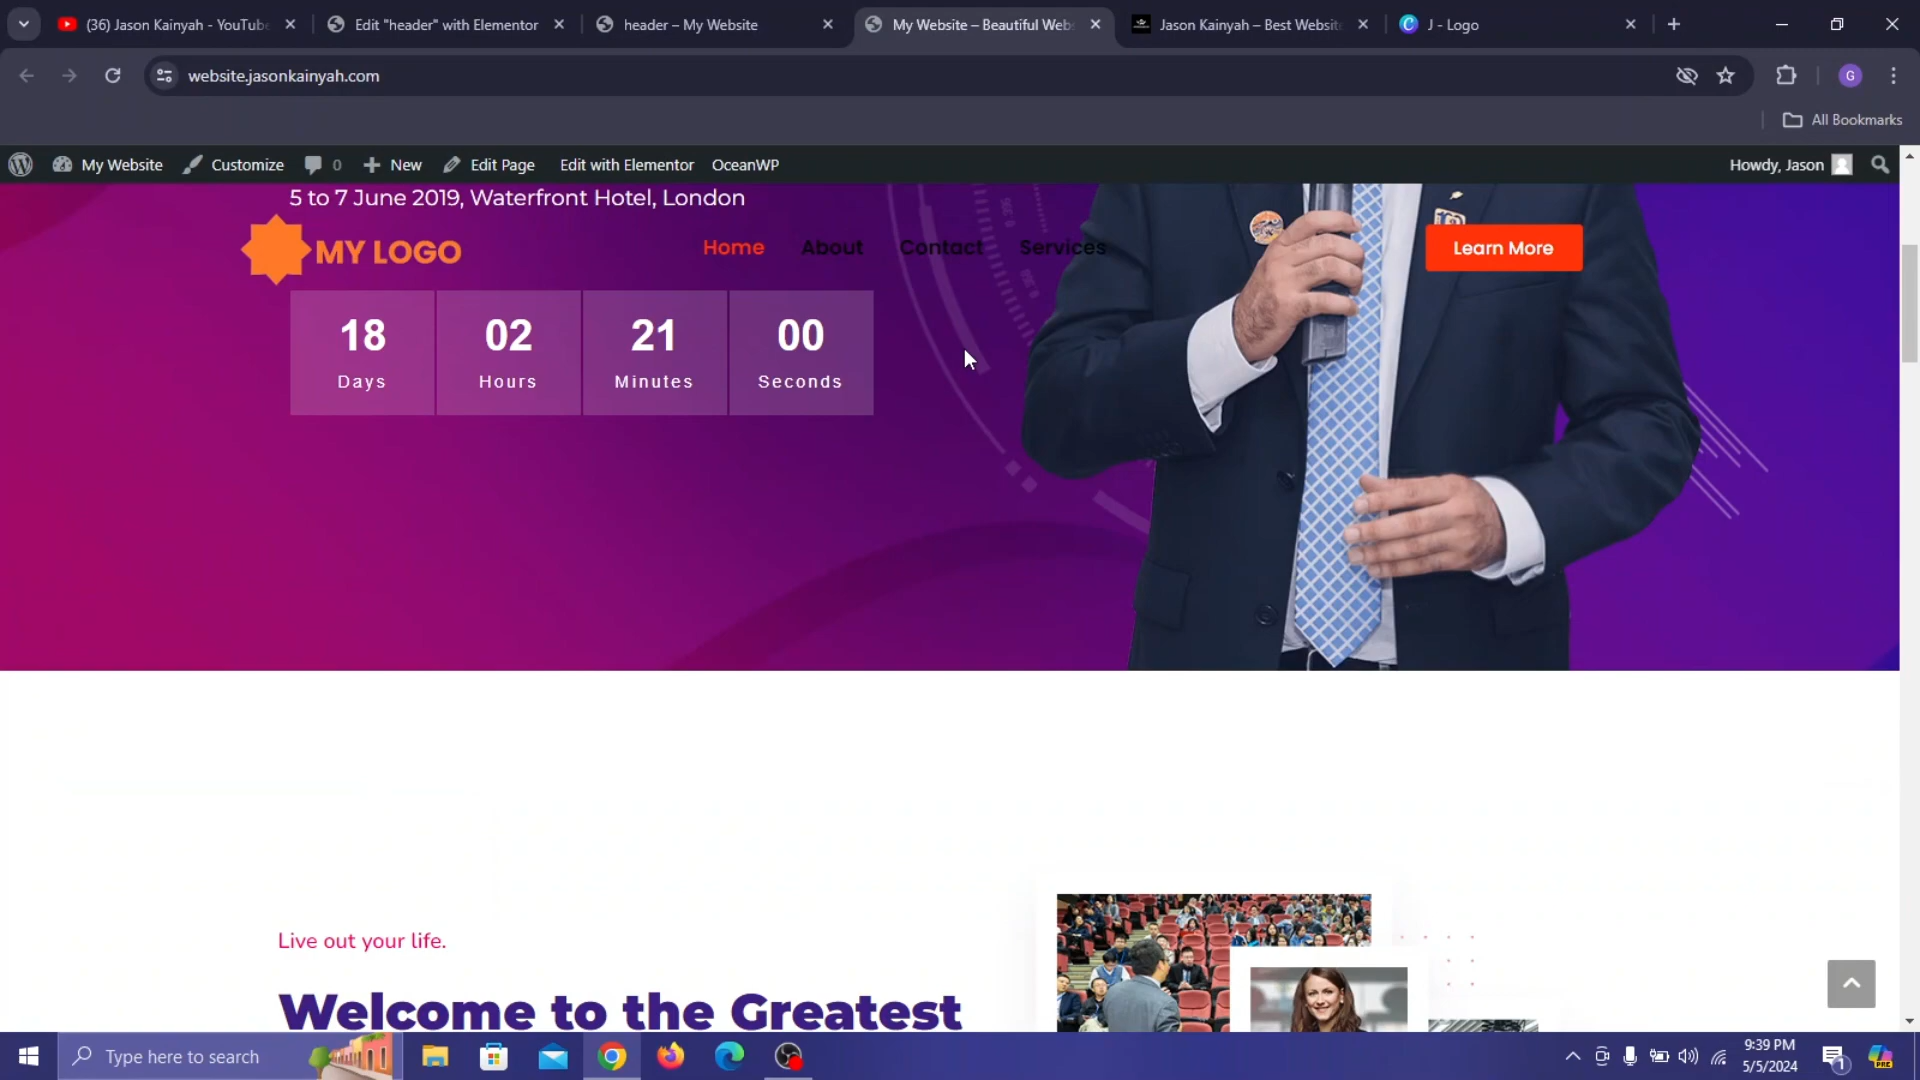 (36) Jason Kainyah - YouTube
Edit "header" with Elementor
header – My Website
My Website – Beautiful Web
Jason Kainyah – Best Website
J - Logo
website.jasonkainyah.com
G
All Bookmarks
My Website
Customize
0
New
Edit Page
Edit with Elementor
OceanWP
Howdy, Jason
5 to 7 June 2019, Waterfront Hotel, London
MY LOGO
Home
About
Contact
Services
Learn More
18
02
21
00
Days
Hours
Minutes
Seconds
Live out your life.
Welcome to the Greatest
Type here to search
9:39 PM
5/5/2024
1
PRE